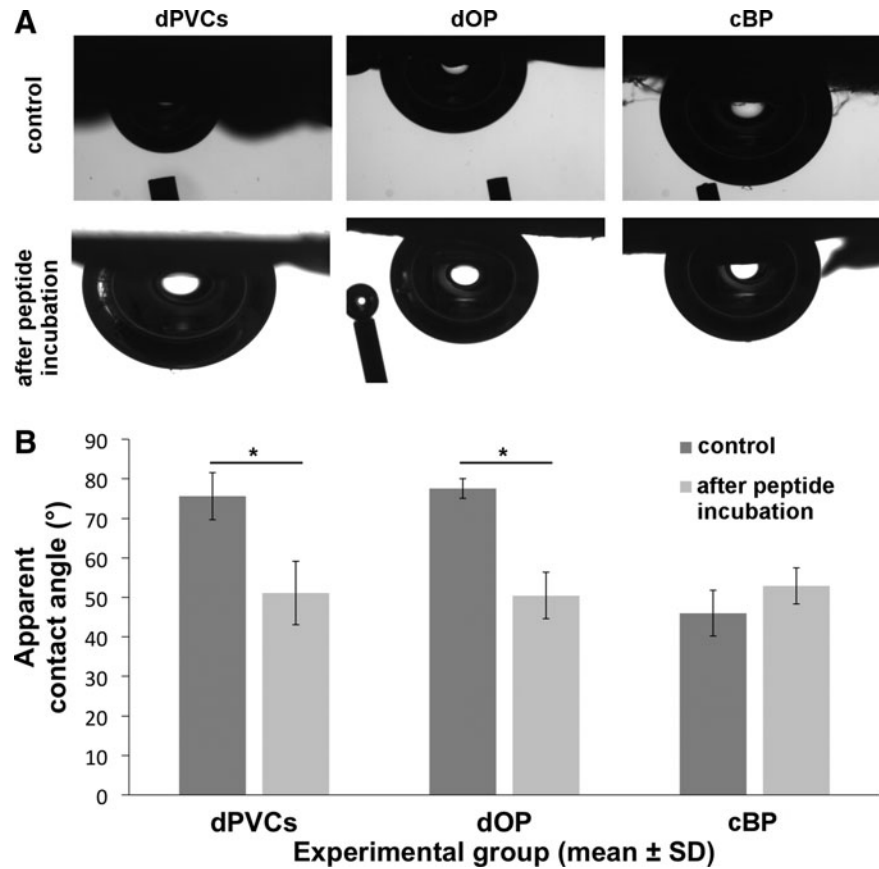 A
dPVCs
dOP
cBP
control
after peptide
incubation
B
control
after peptide
incubation
*
*
Apparent
contact angle (°)
90
80
70
60
50
40
30
20
10
0
dPVCs
dOP
cBP
Experimental group (mean ± SD)